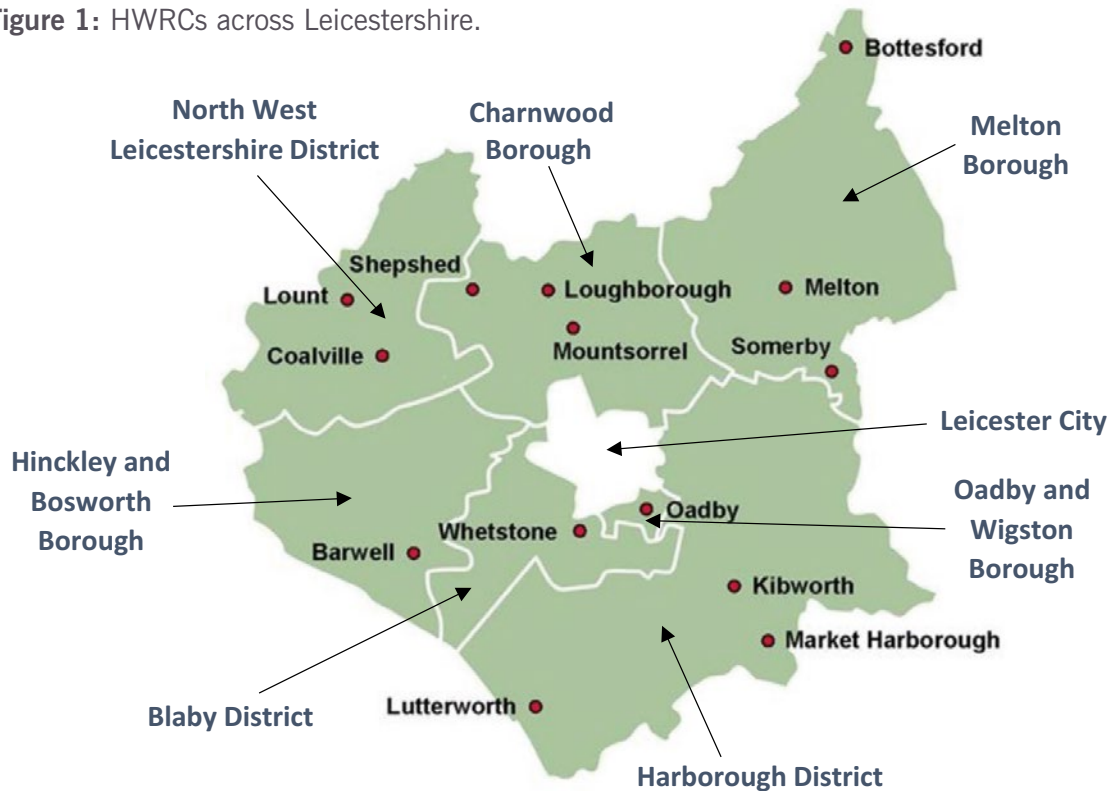 Figure 1: HWRCs across Leicestershire.
Bottesford
North West
Leicestershire District
Charnwood
Borough
Melton
Borough
Shepshed
Lount
Loughborough
Melton
Coalville
Mountsorrel
Somerby
Leicester City
Hinckley and
Bosworth
Borough
Oadby and
Wigston
Borough
Whetstone
Oadby
Barwell
Kibworth
Market Harborough
Blaby District
Lutterworth
Harborough District